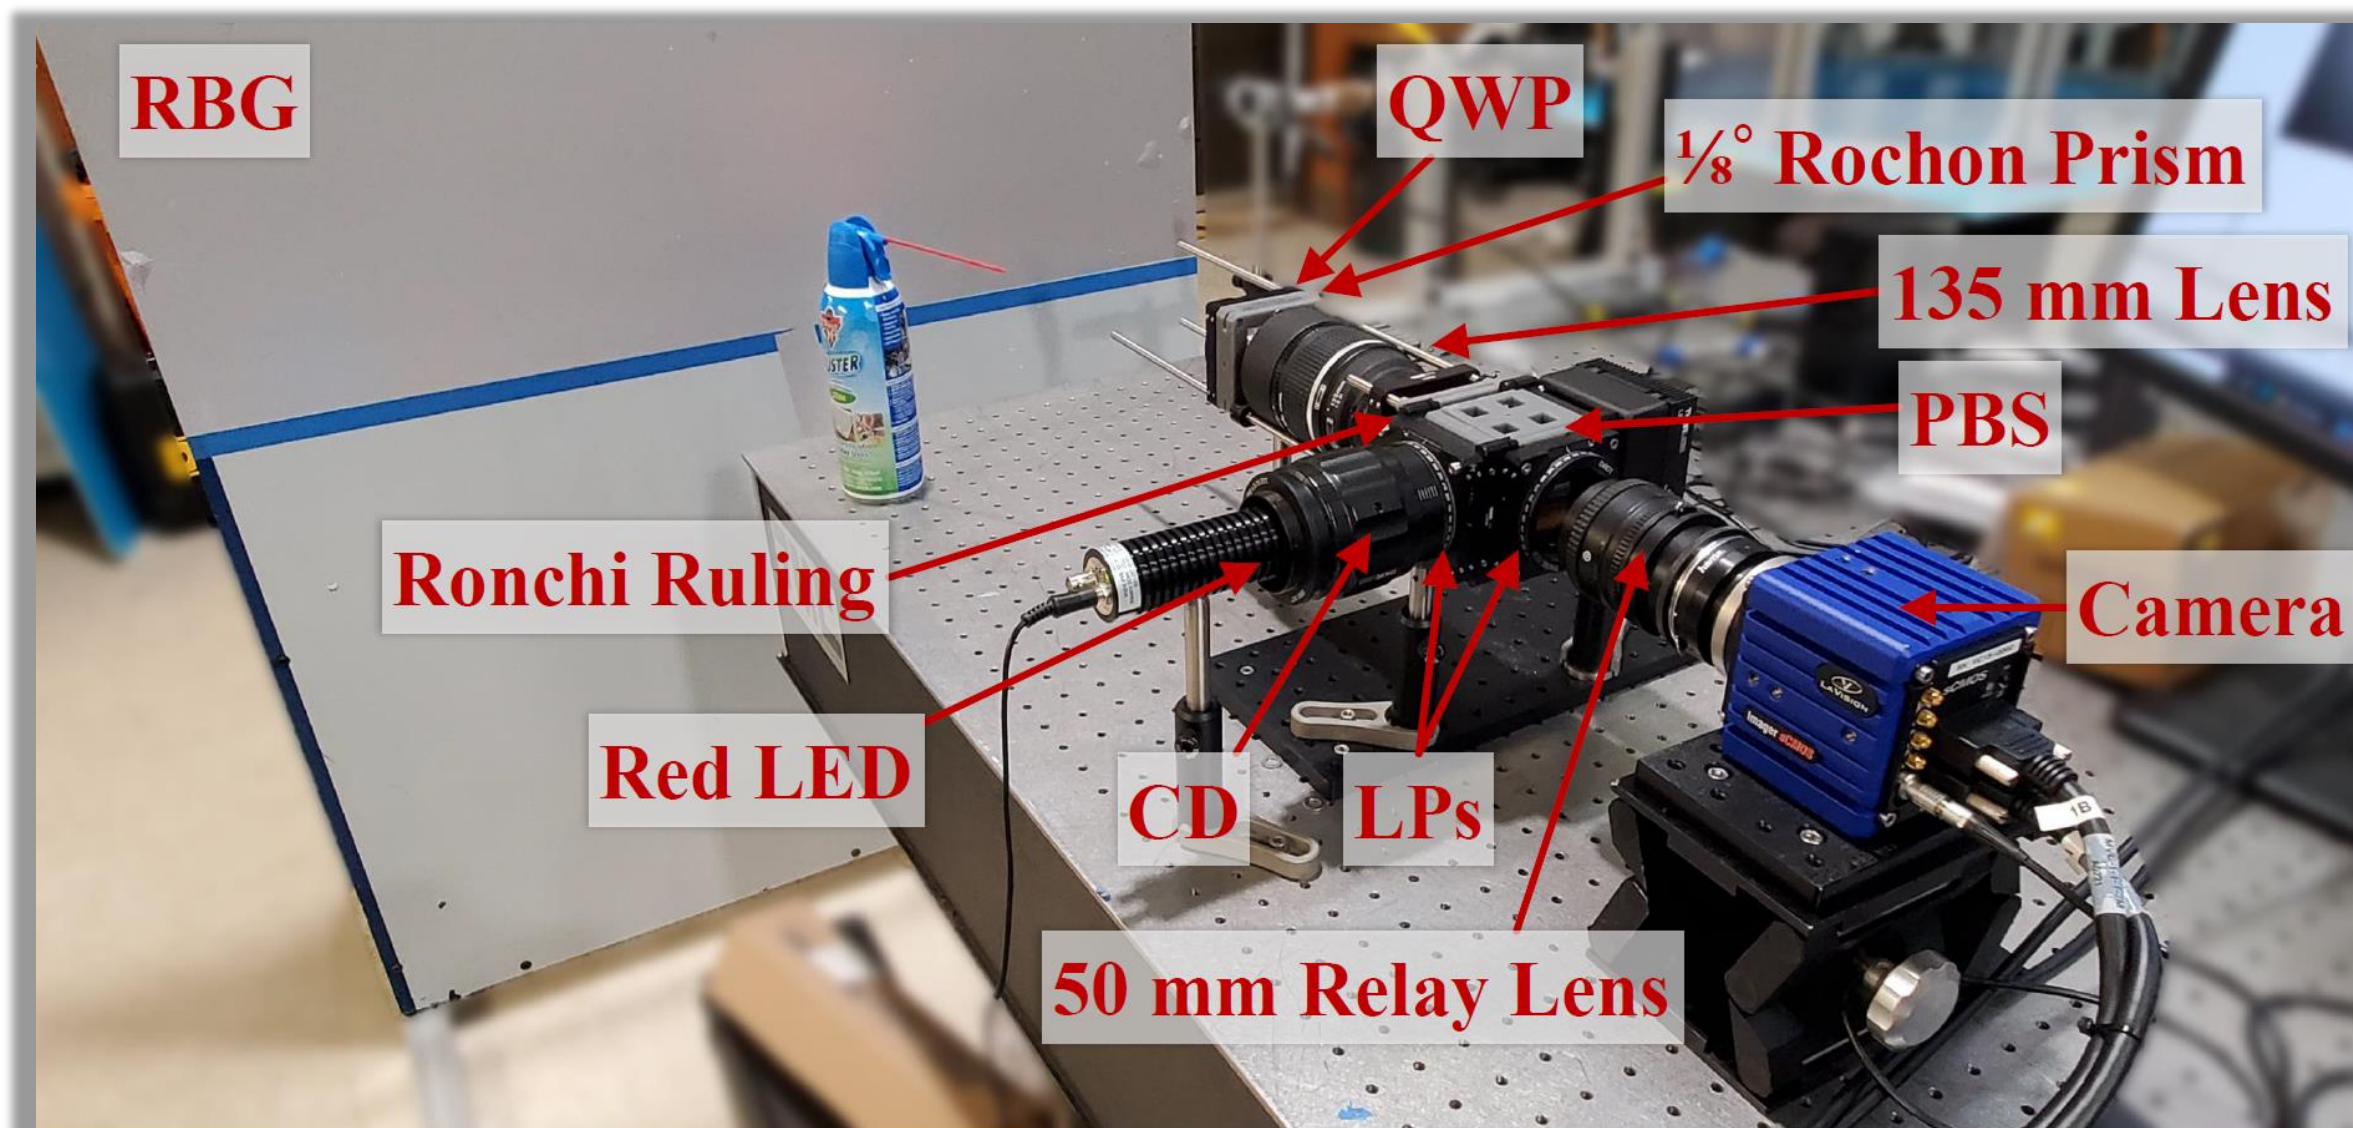 RBG
QWP
⅛° Rochon Prism
135 mm Lens
PBS
Ronchi Ruling
Camera
Red LED
CD
LPs
50 mm Relay Lens
LAVISION
Imager sCMOS
sCMOS
1B